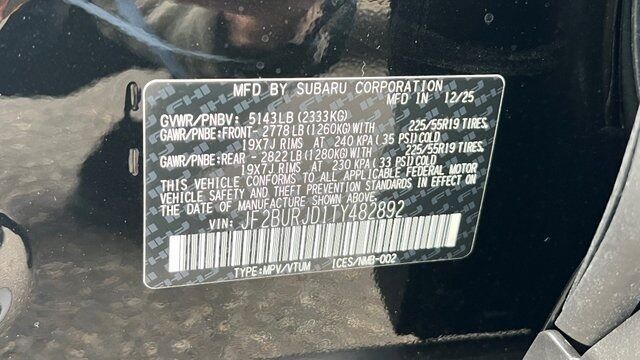 MFD BY SUBARU CORPORATION
MFD IN 12/25
GVWR/PNBV: 5143LB (2333KG)
GAWR/PNBE:FRONT- 2778LB (1260KG)WITH 225/55R19 TIRES,
19X7J RIMS AT 240 KPA (35 PSI)COLD
GAWR/PNBE:REAR - 2822LB (1280KG)WITH 225/55R19 TIRES,
19X7J RIMS AT 230 KPA (33 PSI)COLD
THIS VEHICLE CONFORMS TO ALL APPLICABLE FEDERAL MOTOR
VEHICLE SAFETY AND THEFT PREVENTION STANDARDS IN EFFECT ON
THE DATE OF MANUFACTURE SHOWN ABOVE.
VIN: JF2BURJD1TY482892
TYPE:MPV/VTUM ICES/NMB-002